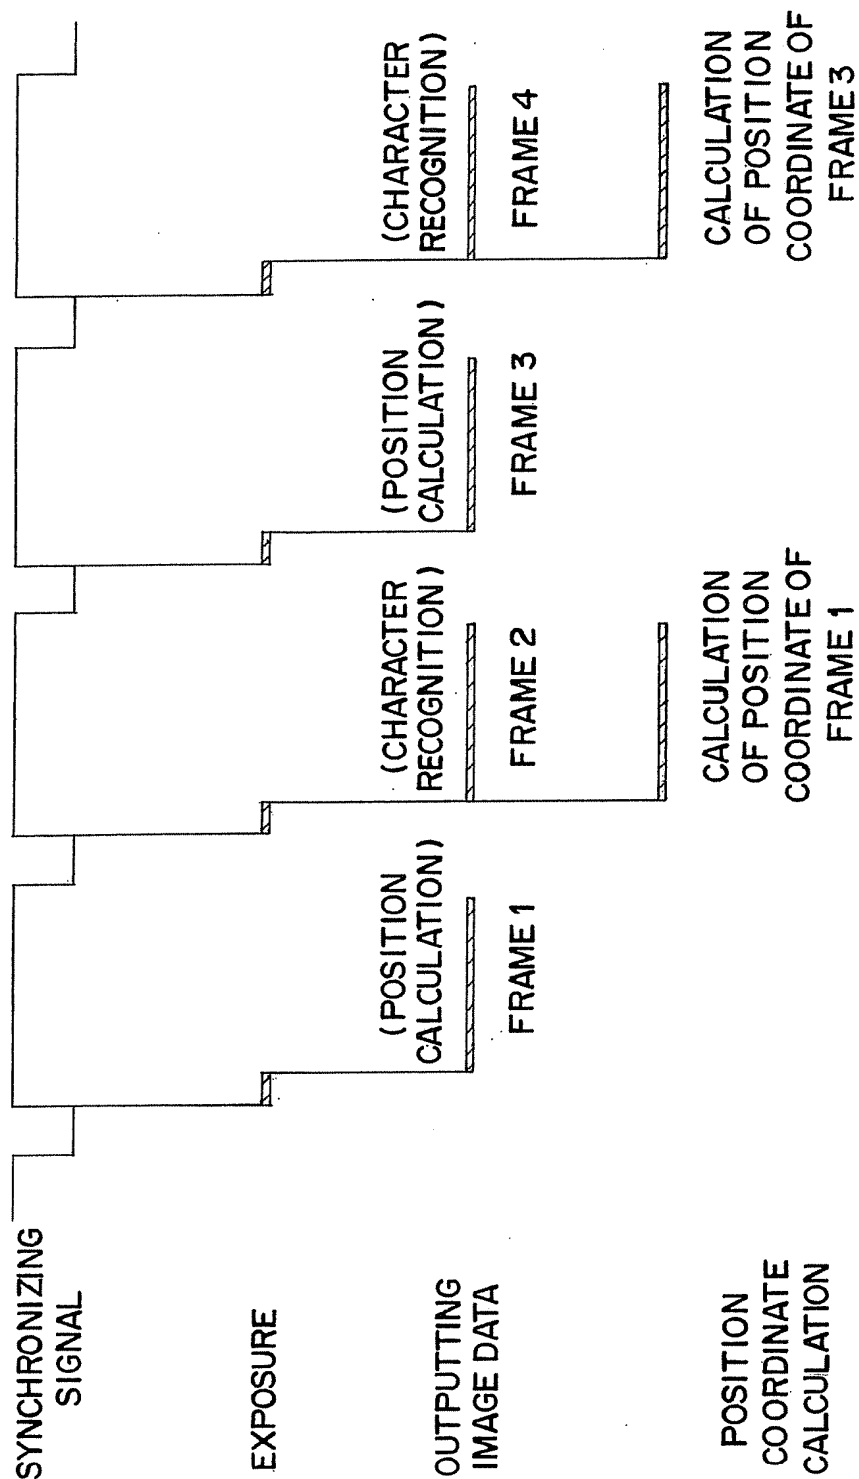 SYNCHRONIZING
SIGNAL
EXPOSURE
OUTPUTTING
IMAGE DATA
(POSITION
CALCULATION)
FRAME 1
(CHARACTER
RECOGNITION)
FRAME 2
(POSITION
CALCULATION)
FRAME 3
(CHARACTER
RECOGNITION)
FRAME 4
POSITION
COORDINATE
CALCULATION
CALCULATION
OF POSITION
COORDINATE OF
FRAME 1
CALCULATION
OF POSITION
COORDINATE OF
FRAME 3